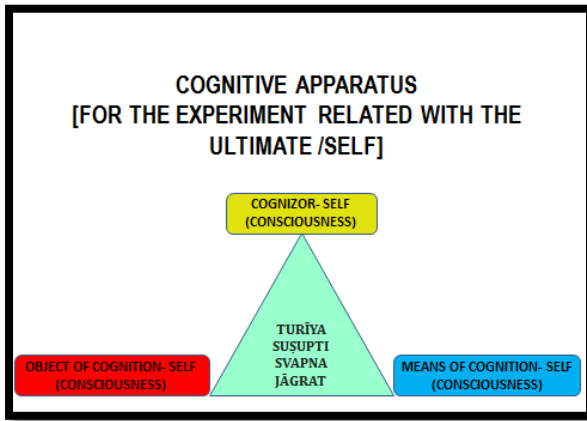 COGNITIVE APPARATUS
[FOR THE EXPERIMENT RELATED WITH THE
ULTIMATE /SELF]
COGNIZOR- SELF
(CONSCIOUSNESS)
TURĪYA
SUṢUPTI
SVAPNA
JĀGRAT
OBJECT OF COGNITION- SELF
(CONSCIOUSNESS)
MEANS OF COGNITION- SELF
(CONSCIOUSNESS)